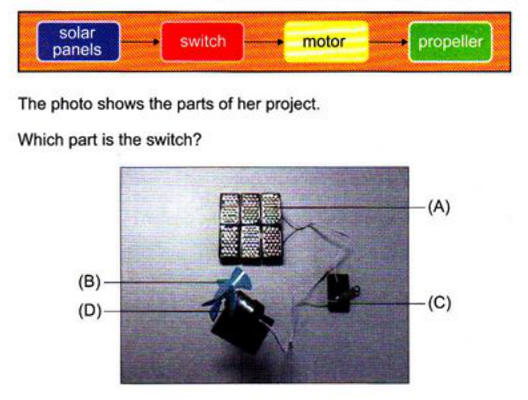 solar
panels
switch
motor
propeller
The photo shows the parts of her project.
Which part is the switch?
(A)
(B)
(C)
(D)